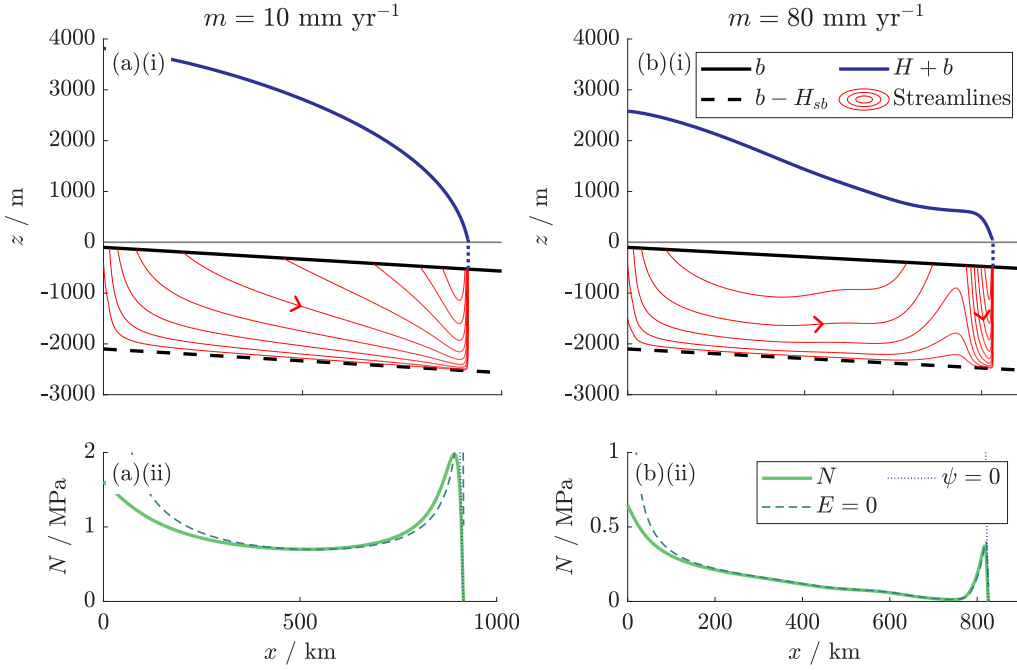 m = 10 mm yr⁻¹
m = 80 mm yr⁻¹
4000
3000
2000
1000
0
-1000
-2000
-3000
z / m
(a)(i)
4000
3000
2000
1000
0
-1000
-2000
-3000
z / m
(b)(i)
b
H + b
b − H_{sb}
Streamlines
2
1
0
N / MPa
(a)(ii)
0
500
1000
x / km
1
0.5
0
N / MPa
(b)(ii)
N
ψ = 0
E = 0
0
200
400
600
800
x / km